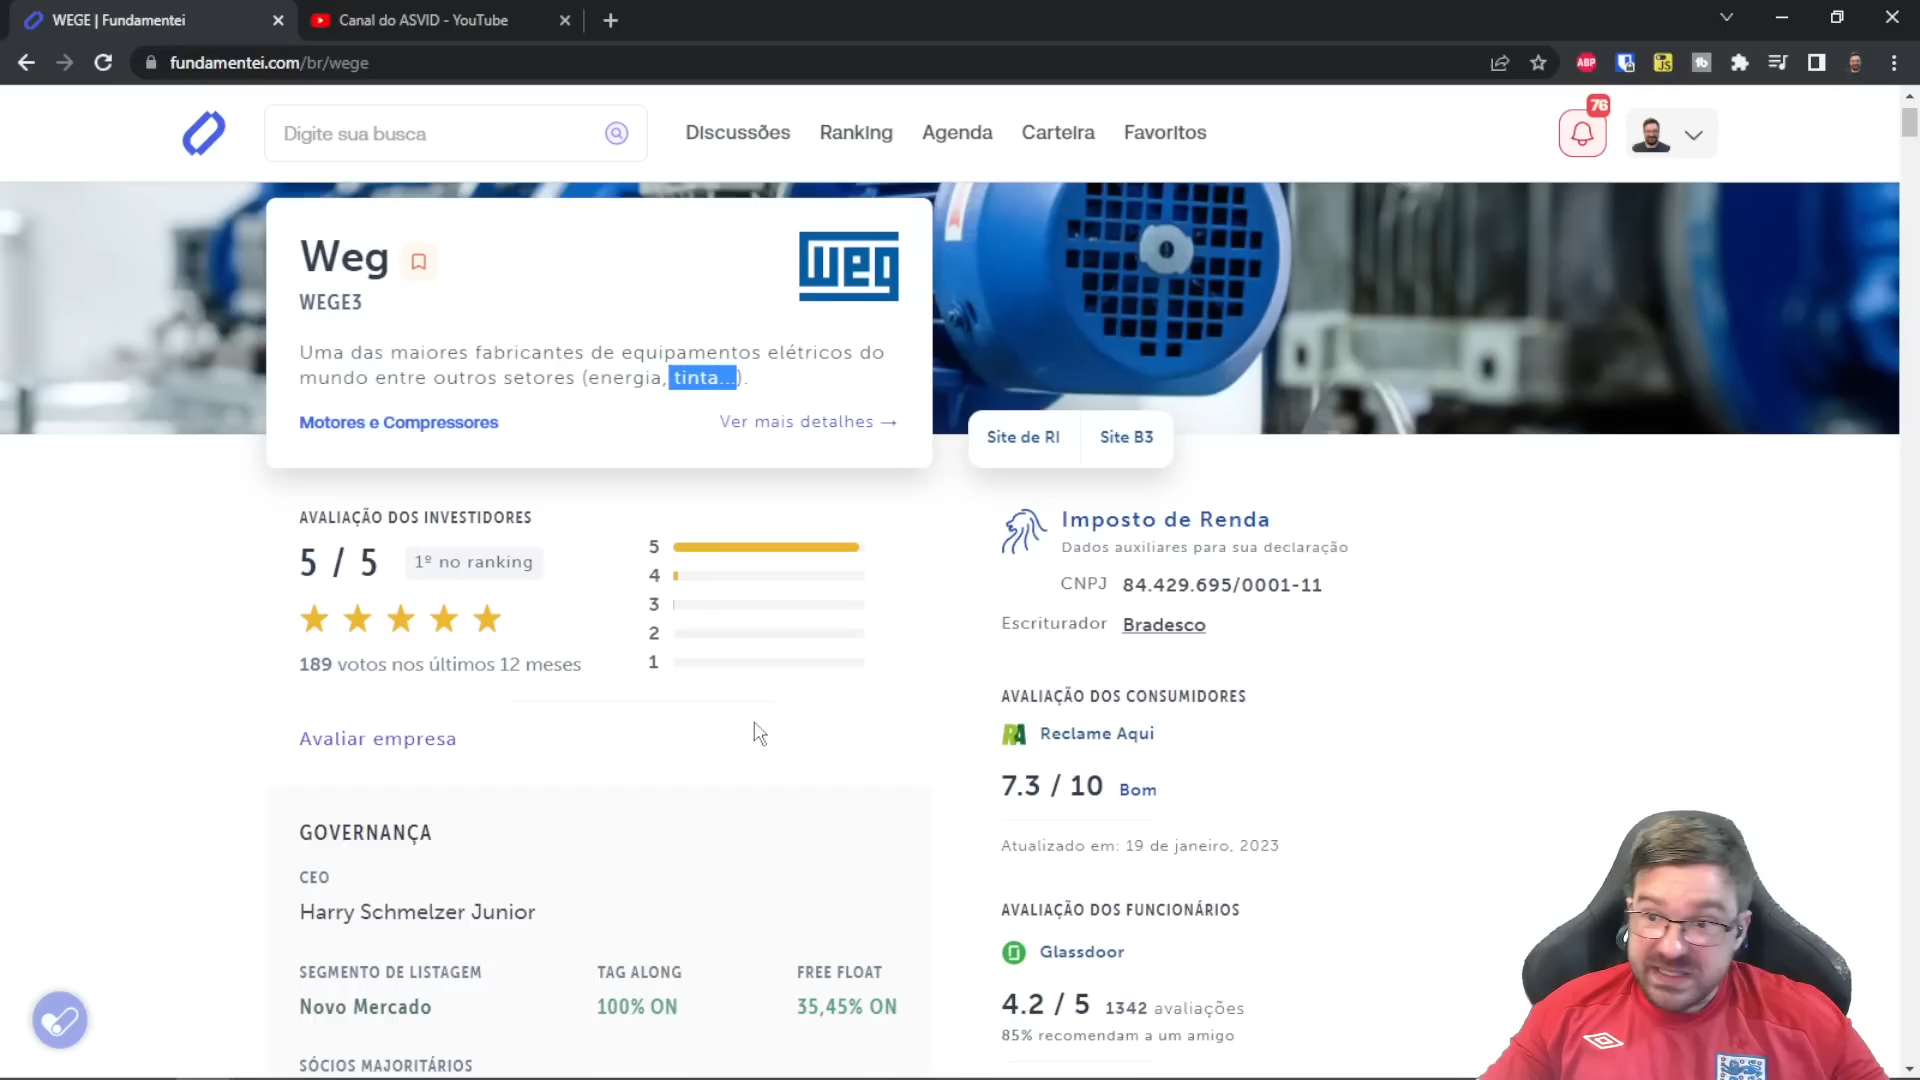 WEGE | Fundamentei
Canal do ASVID - YouTube
fundamentei.com/br/wege
ABP
JS
tb
Digite sua busca
Discussões
Ranking
Agenda
Carteira
Favoritos
76
Weg
WEGE3
weg
Uma das maiores fabricantes de equipamentos elétricos do
mundo entre outros setores (energia, tinta...).
Motores e Compressores
Ver mais detalhes →
Site de RI
Site B3
AVALIAÇÃO DOS INVESTIDORES
5 / 5
1º no ranking
189 votos nos últimos 12 meses
5
4
3
2
1
Avaliar empresa
Imposto de Renda
Dados auxiliares para sua declaração
CNPJ 84.429.695/0001-11
Escriturador Bradesco
AVALIAÇÃO DOS CONSUMIDORES
RA Reclame Aqui
7.3 / 10 Bom
Atualizado em: 19 de janeiro, 2023
AVALIAÇÃO DOS FUNCIONÁRIOS
Glassdoor
4.2 / 5 1342 avaliações
85% recomendam a um amigo
GOVERNANÇA
CEO
Harry Schmelzer Junior
SEGMENTO DE LISTAGEM
Novo Mercado
TAG ALONG
100% ON
FREE FLOAT
35,45% ON
SÓCIOS MAJORITÁRIOS